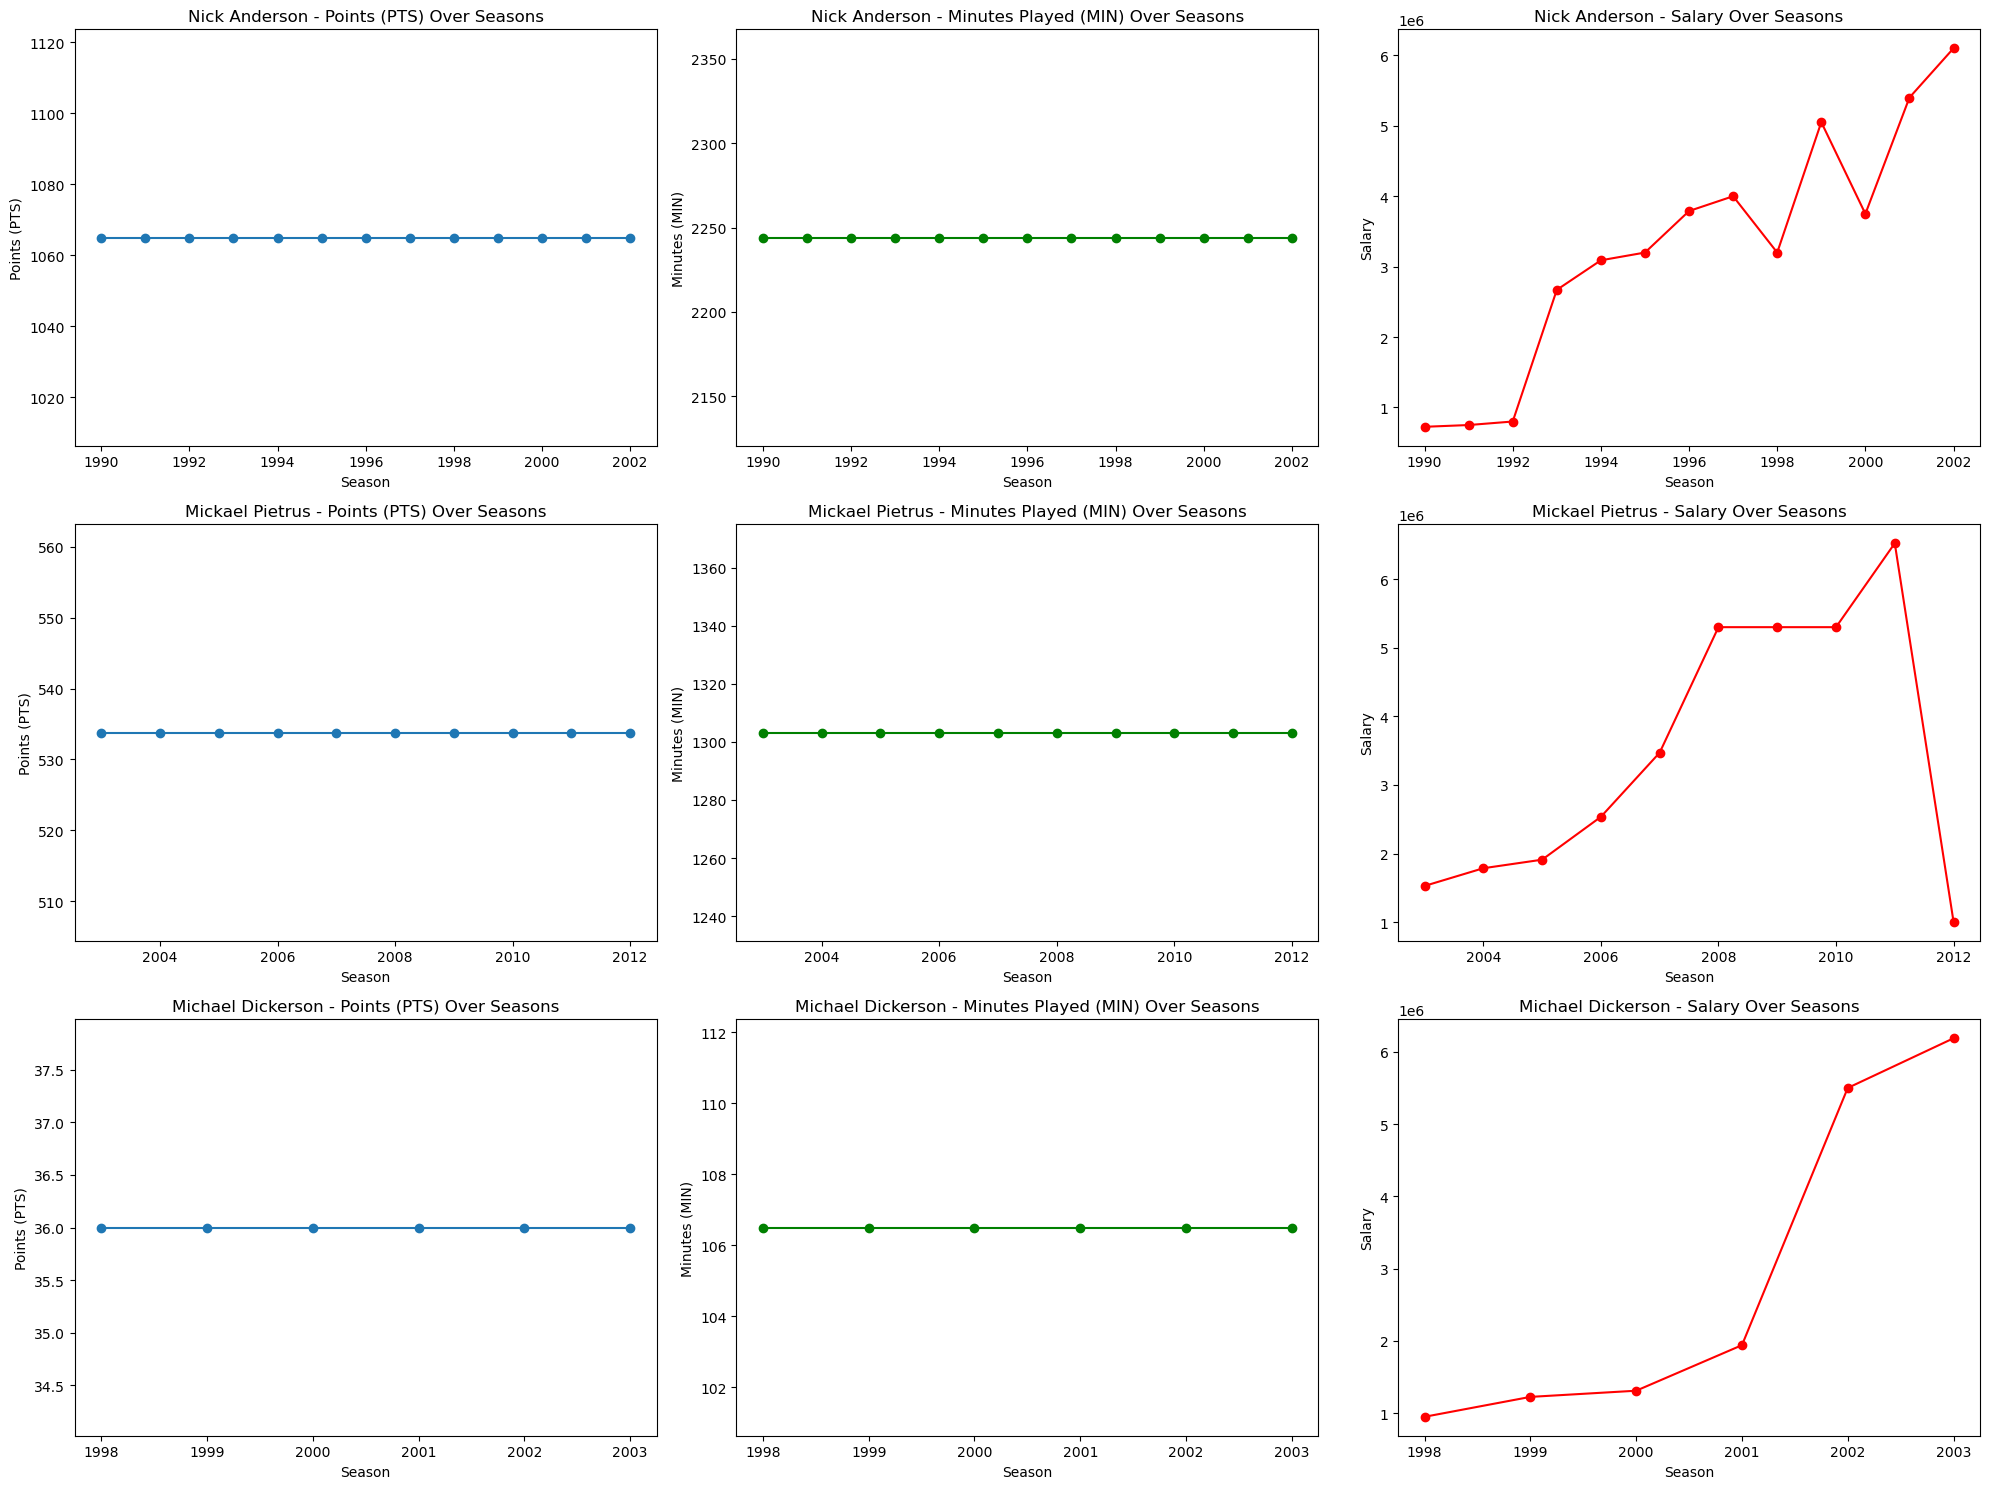 Nick Anderson - Points (PTS) Over Seasons
Points (PTS)
1120
1100
1080
1060
1040
1020
1990 1992 1994 1996 1998 2000 2002
Season
Nick Anderson - Minutes Played (MIN) Over Seasons
Minutes (MIN)
2350
2300
2250
2200
2150
1990 1992 1994 1996 1998 2000 2002
Season
Nick Anderson - Salary Over Seasons
1e6
Salary
6
5
4
3
2
1
1990 1992 1994 1996 1998 2000 2002
Season
Mickael Pietrus - Points (PTS) Over Seasons
Points (PTS)
560
550
540
530
520
510
2004 2006 2008 2010 2012
Season
Mickael Pietrus - Minutes Played (MIN) Over Seasons
Minutes (MIN)
1360
1340
1320
1300
1280
1260
1240
2004 2006 2008 2010 2012
Season
Mickael Pietrus - Salary Over Seasons
1e6
Salary
6
5
4
3
2
1
2004 2006 2008 2010 2012
Season
Michael Dickerson - Points (PTS) Over Seasons
Points (PTS)
37.5
37.0
36.5
36.0
35.5
35.0
34.5
1998 1999 2000 2001 2002 2003
Season
Michael Dickerson - Minutes Played (MIN) Over Seasons
Minutes (MIN)
112
110
108
106
104
102
1998 1999 2000 2001 2002 2003
Season
Michael Dickerson - Salary Over Seasons
1e6
Salary
6
5
4
3
2
1
1998 1999 2000 2001 2002 2003
Season